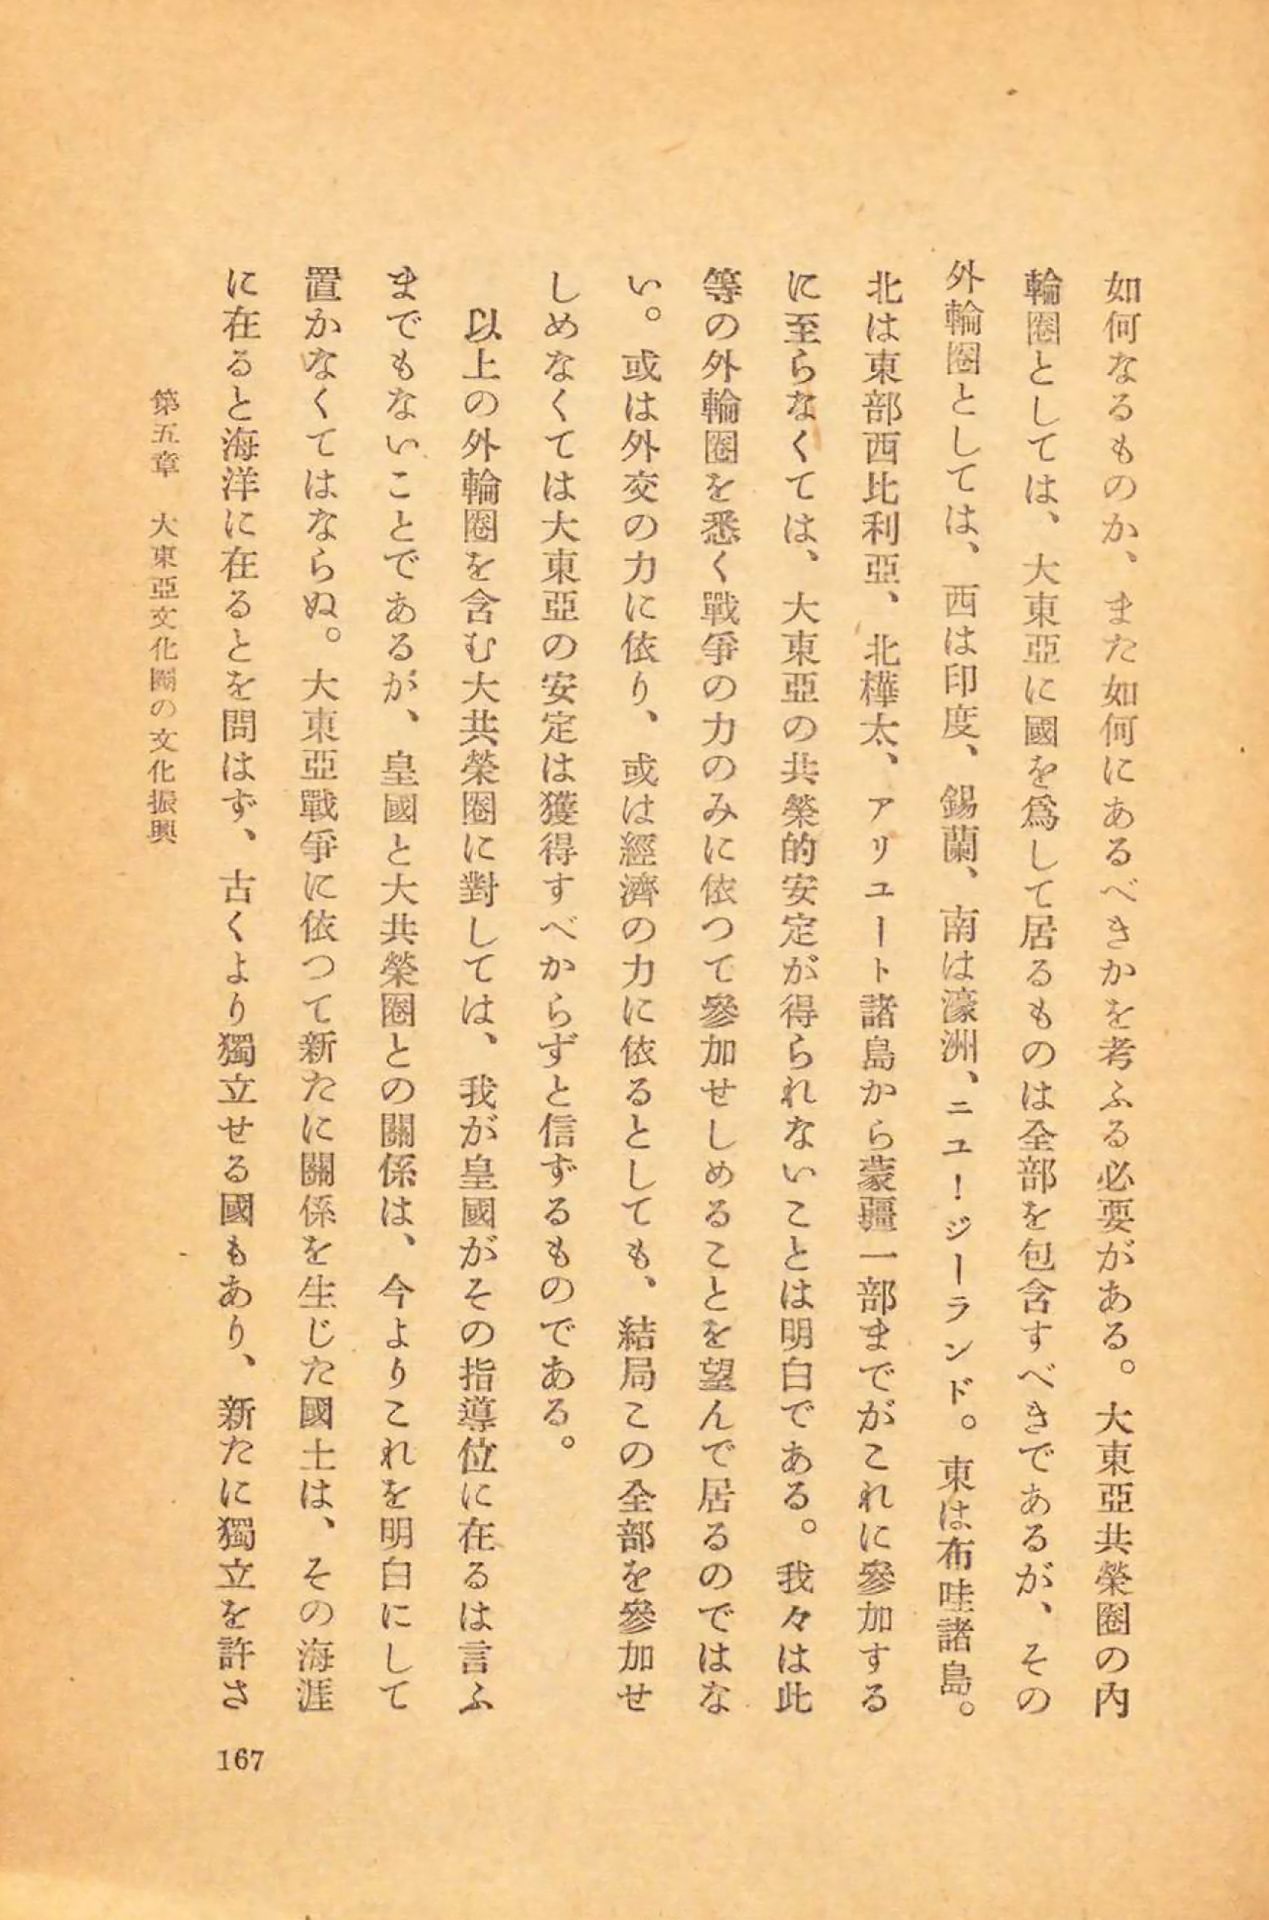 如何なるものか、また如何にあるべきかを考ふる必要がある。大東亞共榮圈の内
輪圈としては、大東亞に國を爲して居るものは全部を包含すべきであるが、その
外輪圈としては、西は印度、錫蘭、南は濠洲、ニユージーランド。東は布哇諸島。
北は東部西比利亞、北樺太、アリユート諸島から蒙疆一部までがこれに參加する
に至らなくては、大東亞の共榮的安定が得られないことは明白である。我々は此
等の外輪圈を悉く戰爭の力のみに依つて參加せしめることを望んで居るのではな
い。或は外交の力に依り、或は經濟の力に依るとしても、結局この全部を參加せ
しめなくては大東亞の安定は獲得すべからずと信ずるものである。
以上の外輪圈を含む大共榮圈に對しては、我が皇國がその指導位に在るは言ふ
までもないことであるが、皇國と大共榮圈との關係は、今よりこれを明白にして
置かなくてはならぬ。大東亞戰爭に依つて新たに關係を生じた國土は、その海涯
に在ると海洋に在るとを問はず、古くより獨立せる國もあり、新たに獨立を許さ
第五章　大東亞文化圈の文化振興
167